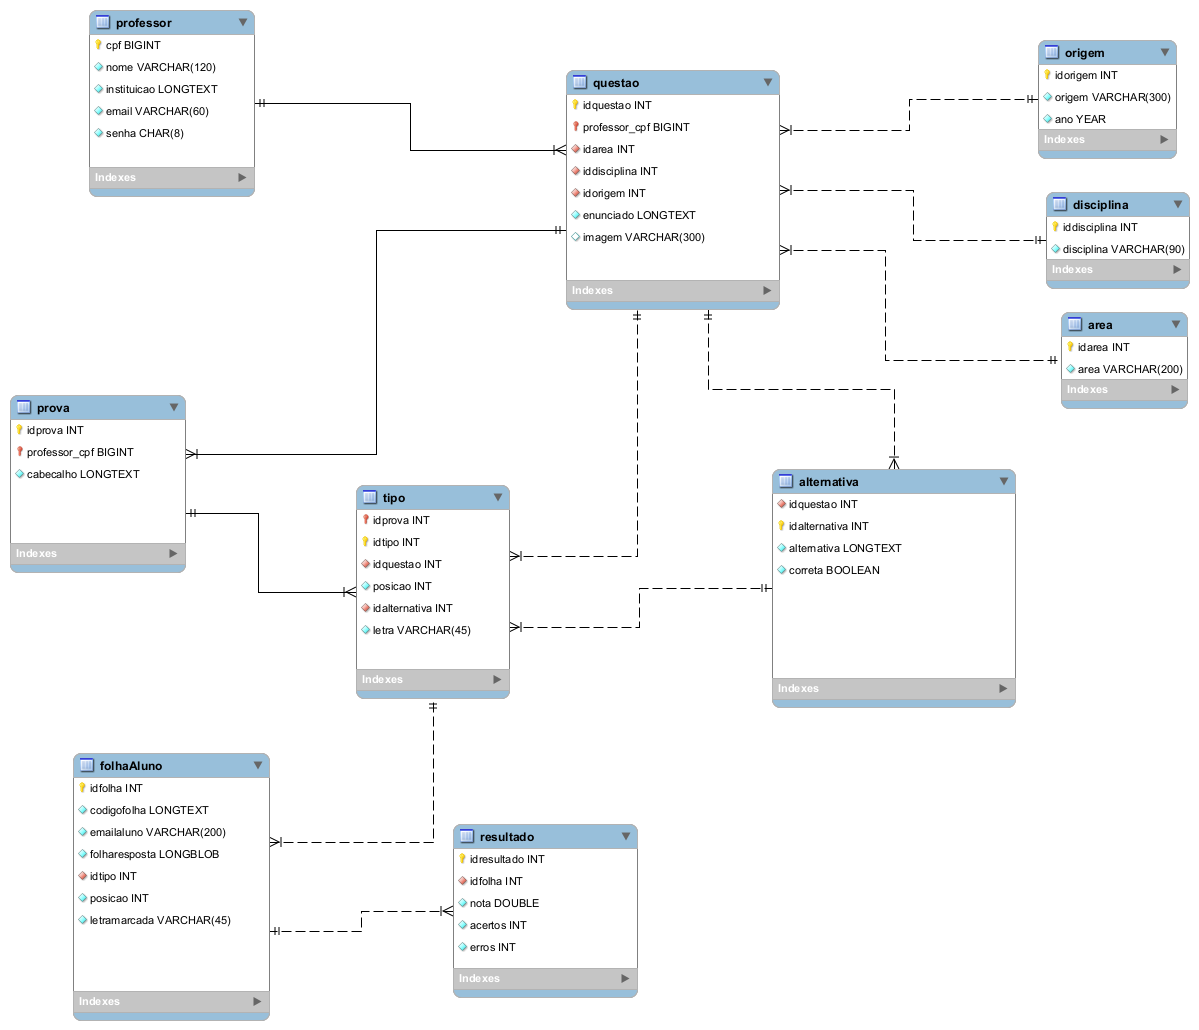 professor
cpf BIGINT
nome VARCHAR(120)
instituicao LONGTEXT
email VARCHAR(60)
senha CHAR(8)
Indexes
questao
idquestao INT
professor_cpf BIGINT
idarea INT
iddisciplina INT
idorigem INT
enunciado LONGTEXT
imagem VARCHAR(300)
Indexes
origem
idorigem INT
origem VARCHAR(300)
ano YEAR
Indexes
disciplina
iddisciplina INT
disciplina VARCHAR(90)
Indexes
area
idarea INT
area VARCHAR(200)
Indexes
prova
idprova INT
professor_cpf BIGINT
cabecalho LONGTEXT
Indexes
tipo
idprova INT
idtipo INT
idquestao INT
posicao INT
idalternativa INT
letra VARCHAR(45)
Indexes
alternativa
idquestao INT
idalternativa INT
alternativa LONGTEXT
correta BOOLEAN
Indexes
folhaAluno
idfolha INT
codigofolha LONGTEXT
emailaluno VARCHAR(200)
folharesposta LONGBLOB
idtipo INT
posicao INT
letramarcada VARCHAR(45)
Indexes
resultado
idresultado INT
idfolha INT
nota DOUBLE
acertos INT
erros INT
Indexes